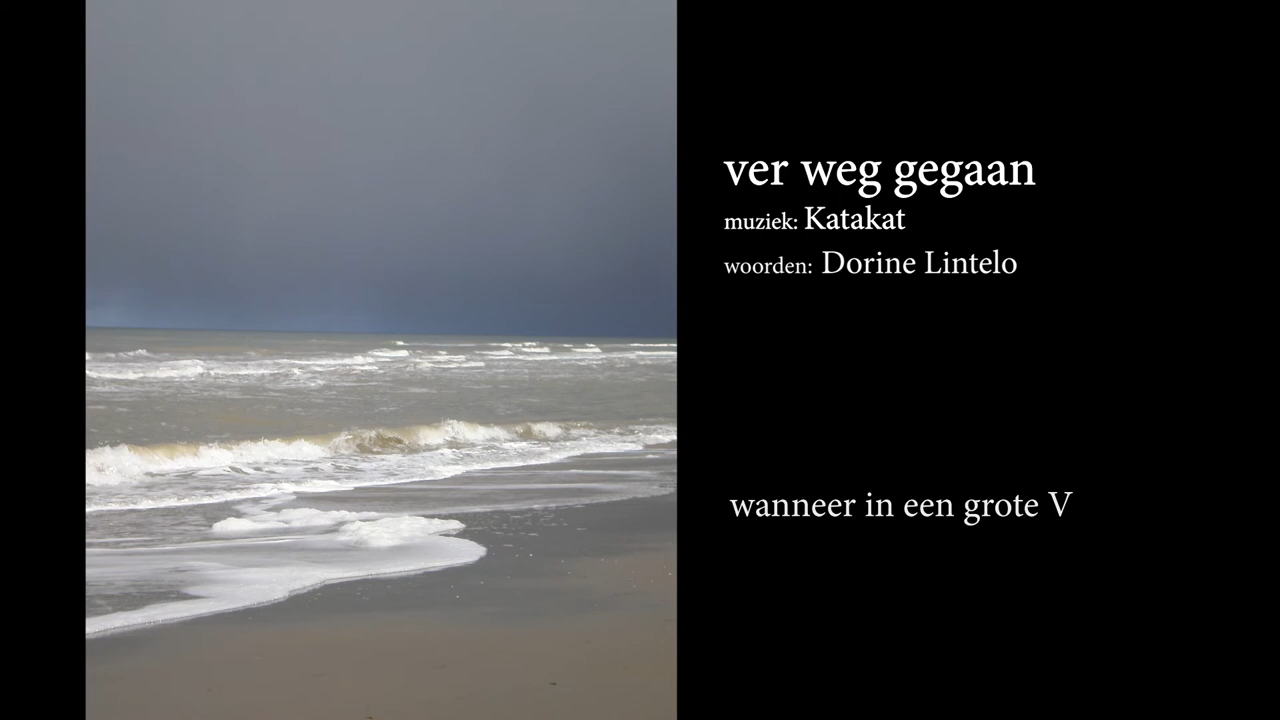 ver weg gegaan
muziek: Katakat
woorden: Dorine Lintelo
wanneer in een grote V